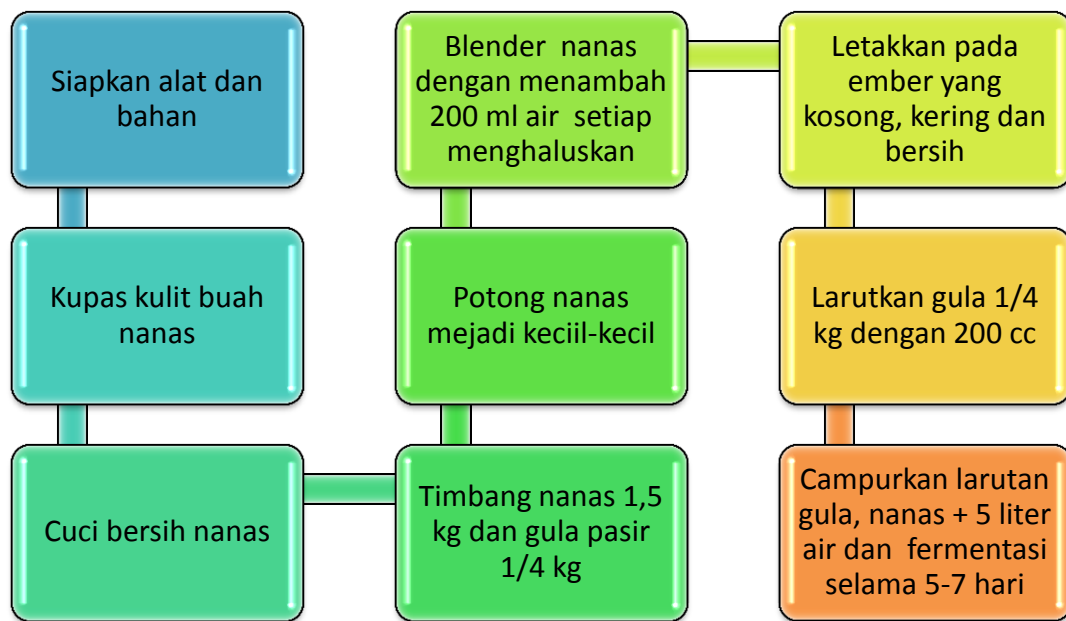 Siapkan alat dan
bahan
Kupas kulit buah
nanas
Cuci bersih nanas
Timbang nanas 1,5
kg dan gula pasir
1/4 kg
Potong nanas
mejadi keciil-kecil
Blender nanas
dengan menambah
200 ml air setiap
menghaluskan
Letakkan pada
ember yang
kosong, kering dan
bersih
Larutkan gula 1/4
kg dengan 200 cc
Campurkan larutan
gula, nanas + 5 liter
air dan fermentasi
selama 5-7 hari